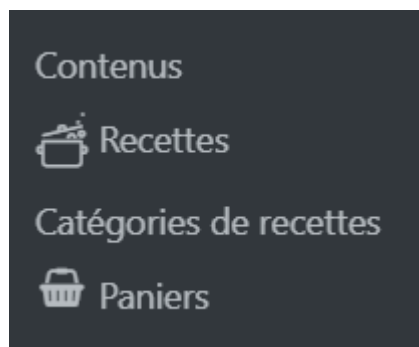 Contenus
Recettes
Catégories de recettes
Paniers